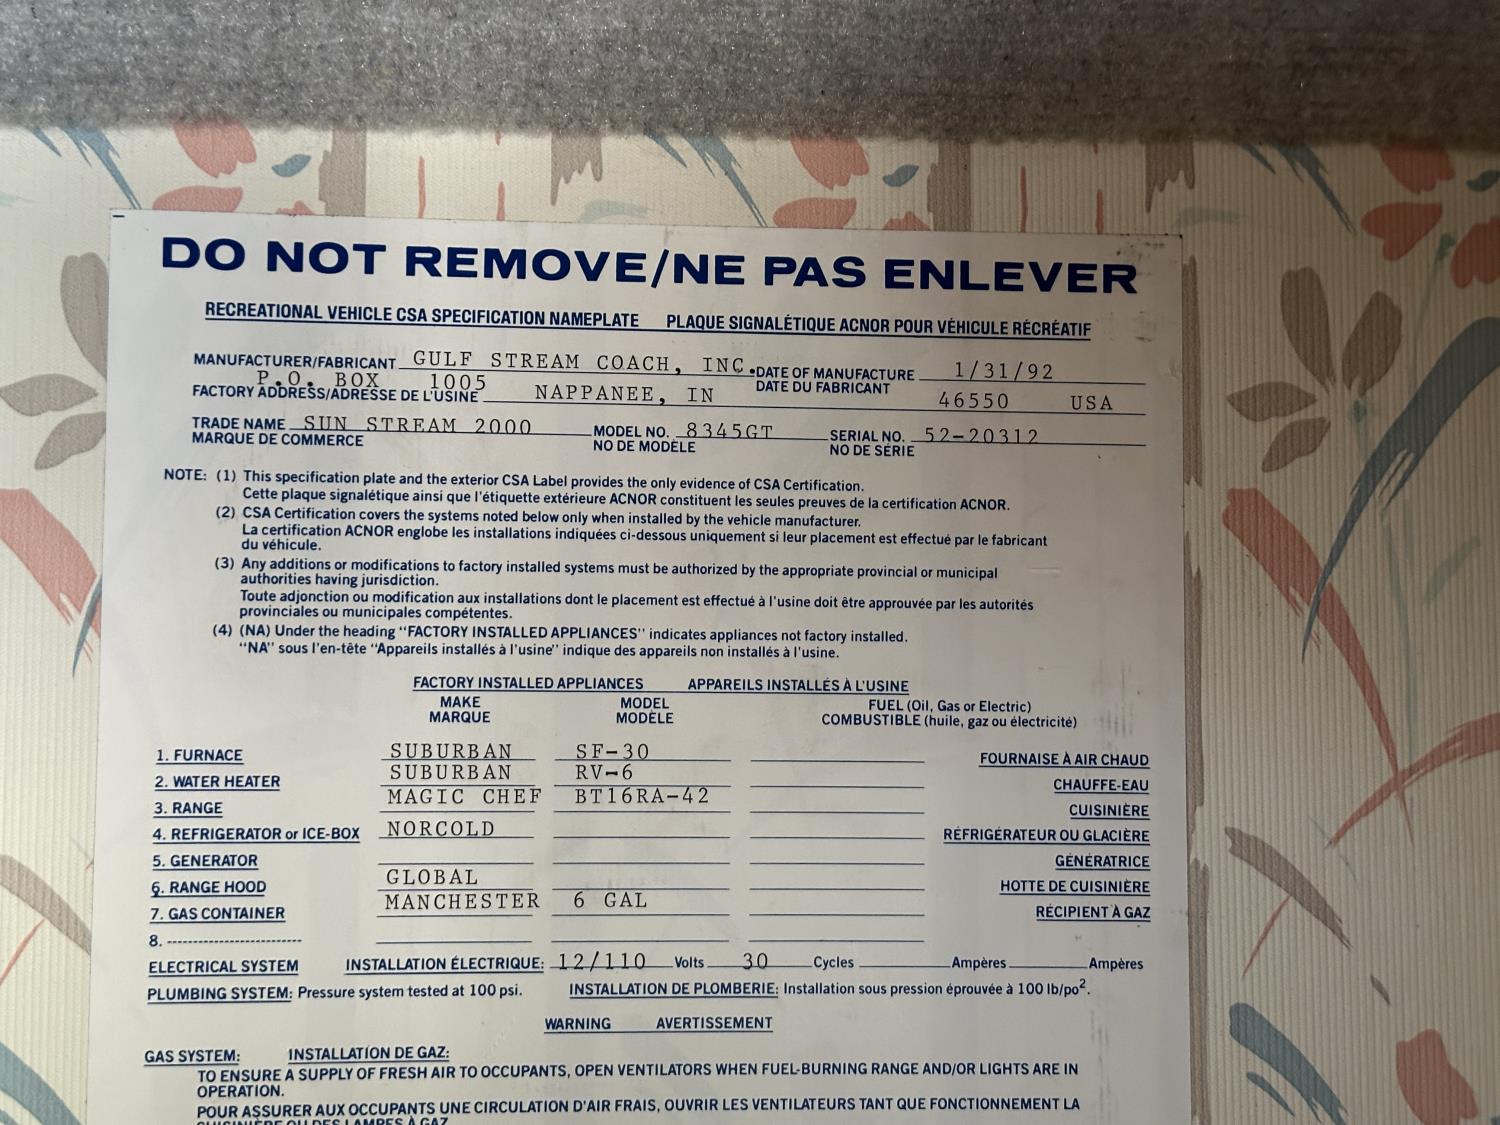 DO NOT REMOVE/NE PAS ENLEVER
RECREATIONAL VEHICLE CSA SPECIFICATION NAMEPLATE PLAQUE SIGNALÉTIQUE ACNOR POUR VÉHICULE RÉCRÉATIF
MANUFACTURER/FABRICANT GULF STREAM COACH, INC. DATE OF MANUFACTURE 1/31/92
DATE DU FABRICANT
P.O. BOX 1005
FACTORY ADDRESS/ADRESSE DE L'USINE NAPPANEE, IN 46550 USA
TRADE NAME SUN STREAM 2000 MODEL NO. 8345GT SERIAL NO. 52-20312
MARQUE DE COMMERCE NO DE MODÈLE NO DE SÉRIE
NOTE: (1) This specification plate and the exterior CSA Label provides the only evidence of CSA Certification.
Cette plaque signalétique ainsi que l'étiquette extérieure ACNOR constituent les seules preuves de la certification ACNOR.
(2) CSA Certification covers the systems noted below only when installed by the vehicle manufacturer.
La certification ACNOR englobe les installations indiquées ci-dessous uniquement si leur placement est effectué par le fabricant
du véhicule.
(3) Any additions or modifications to factory installed systems must be authorized by the appropriate provincial or municipal
authorities having jurisdiction.
Toute adjonction ou modification aux installations dont le placement est effectué à l'usine doit être approuvée par les autorités
provinciales ou municipales compétentes.
(4) (NA) Under the heading "FACTORY INSTALLED APPLIANCES" indicates appliances not factory installed.
"NA" sous l'en-tête "Appareils installés à l'usine" indique des appareils non installés à l'usine.
FACTORY INSTALLED APPLIANCES APPAREILS INSTALLÉS À L'USINE
MAKE MODEL FUEL (Oil, Gas or Electric)
MARQUE MODÈLE COMBUSTIBLE (huile, gaz ou électricité)
1. FURNACE SUBURBAN SF-30 FOURNAISE À AIR CHAUD
2. WATER HEATER SUBURBAN RV-6 CHAUFFE-EAU
3. RANGE MAGIC CHEF BT16RA-42 CUISINIÈRE
4. REFRIGERATOR or ICE-BOX NORCOLD RÉFRIGÉRATEUR OU GLACIÈRE
5. GENERATOR GÉNÉRATRICE
6. RANGE HOOD GLOBAL HOTTE DE CUISINIÈRE
7. GAS CONTAINER MANCHESTER 6 GAL RÉCIPIENT À GAZ
8. --------------------------
ELECTRICAL SYSTEM INSTALLATION ÉLECTRIQUE: 12/110 Volts 30 Cycles Ampères Ampères
PLUMBING SYSTEM: Pressure system tested at 100 psi. INSTALLATION DE PLOMBERIE: Installation sous pression éprouvée à 100 lb/po².
WARNING AVERTISSEMENT
GAS SYSTEM: INSTALLATION DE GAZ:
TO ENSURE A SUPPLY OF FRESH AIR TO OCCUPANTS, OPEN VENTILATORS WHEN FUEL-BURNING RANGE AND/OR LIGHTS ARE IN
OPERATION.
POUR ASSURER AUX OCCUPANTS UNE CIRCULATION D'AIR FRAIS, OUVRIR LES VENTILATEURS TANT QUE FONCTIONNEMENT LA
CUISINIÈRE OU DES LAMPES À GAZ